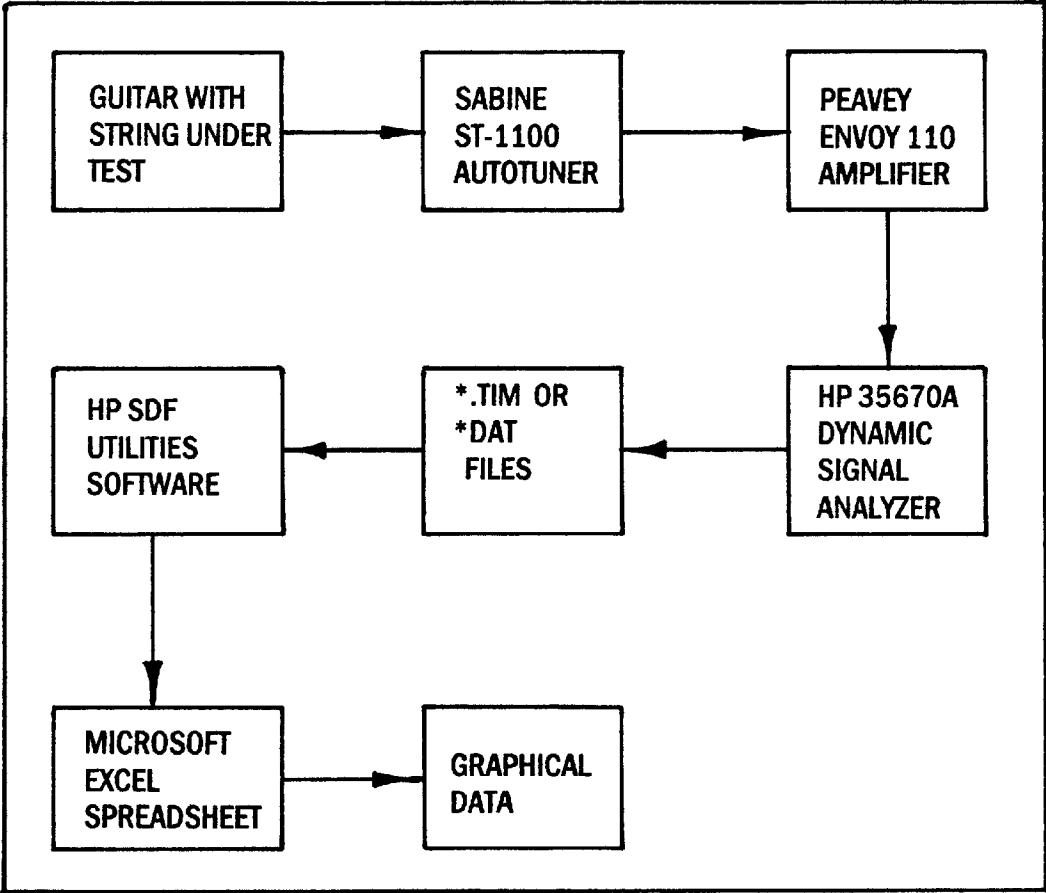 GUITAR WITH
STRING UNDER
TEST
SABINE
ST-1100
AUTOTUNER
PEAVEY
ENVOY 110
AMPLIFIER
HP 35670A
DYNAMIC
SIGNAL
ANALYZER
*.TIM OR
*DAT
FILES
HP SDF
UTILITIES
SOFTWARE
MICROSOFT
EXCEL
SPREADSHEET
GRAPHICAL
DATA